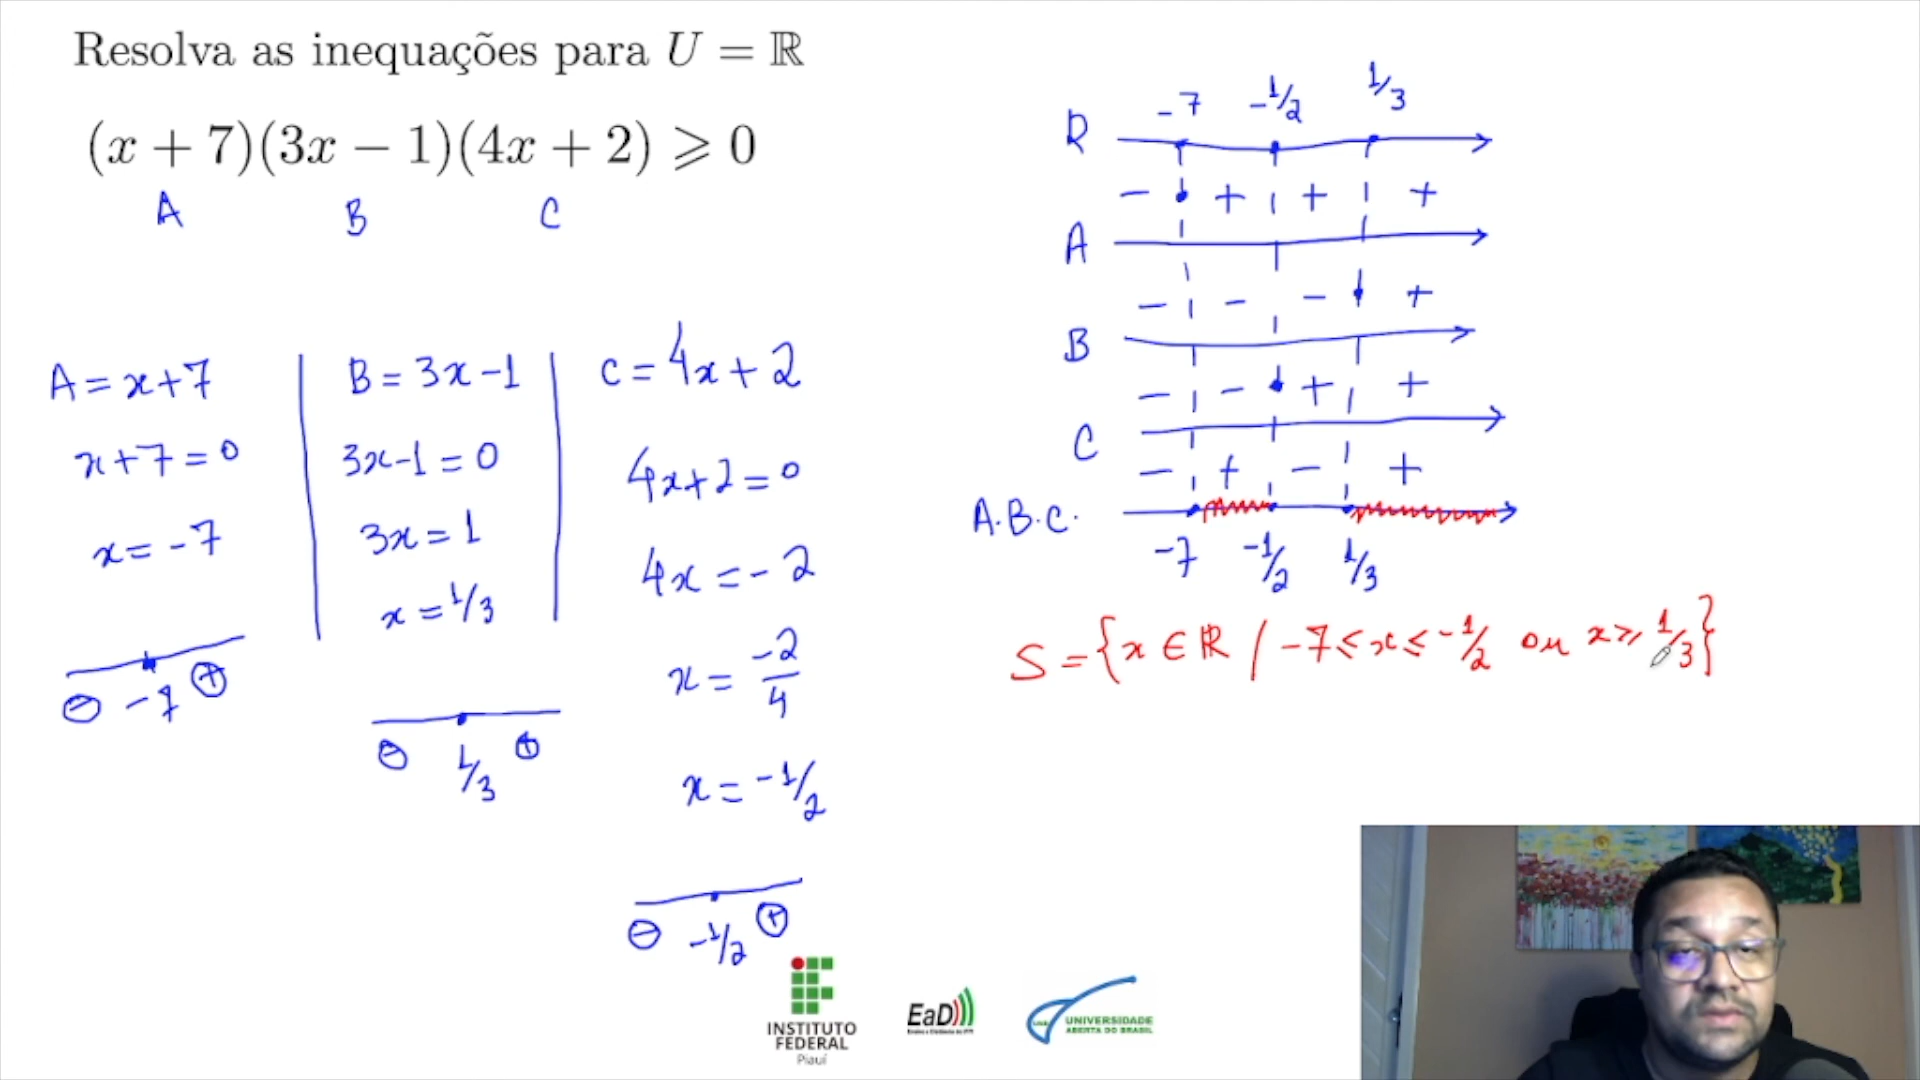 Resolva as inequações para U = ℝ
(x + 7)(3x − 1)(4x + 2) ⩾ 0
A B C
A = x+7
x+7 = 0
x = -7
⊖ -7 ⊕
B = 3x-1
3x-1 = 0
3x = 1
x = 1/3
⊖ 1/3 ⊕
C = 4x+2
4x+2 = 0
4x = -2
x = -2/4
x = -1/2
⊖ -1/2 ⊕
-7 -1/2 1/3
R
- + + +
A
- - - +
B
- - + +
C
- + - +
A.B.C.
-7 -1/2 1/3
S = {x ∈ ℝ / -7 ≤ x ≤ -1/2 ou x ⩾ 1/3}
INSTITUTO
FEDERAL
Piauí
EaD
UNIVERSIDADE
ABERTA DO BRASIL